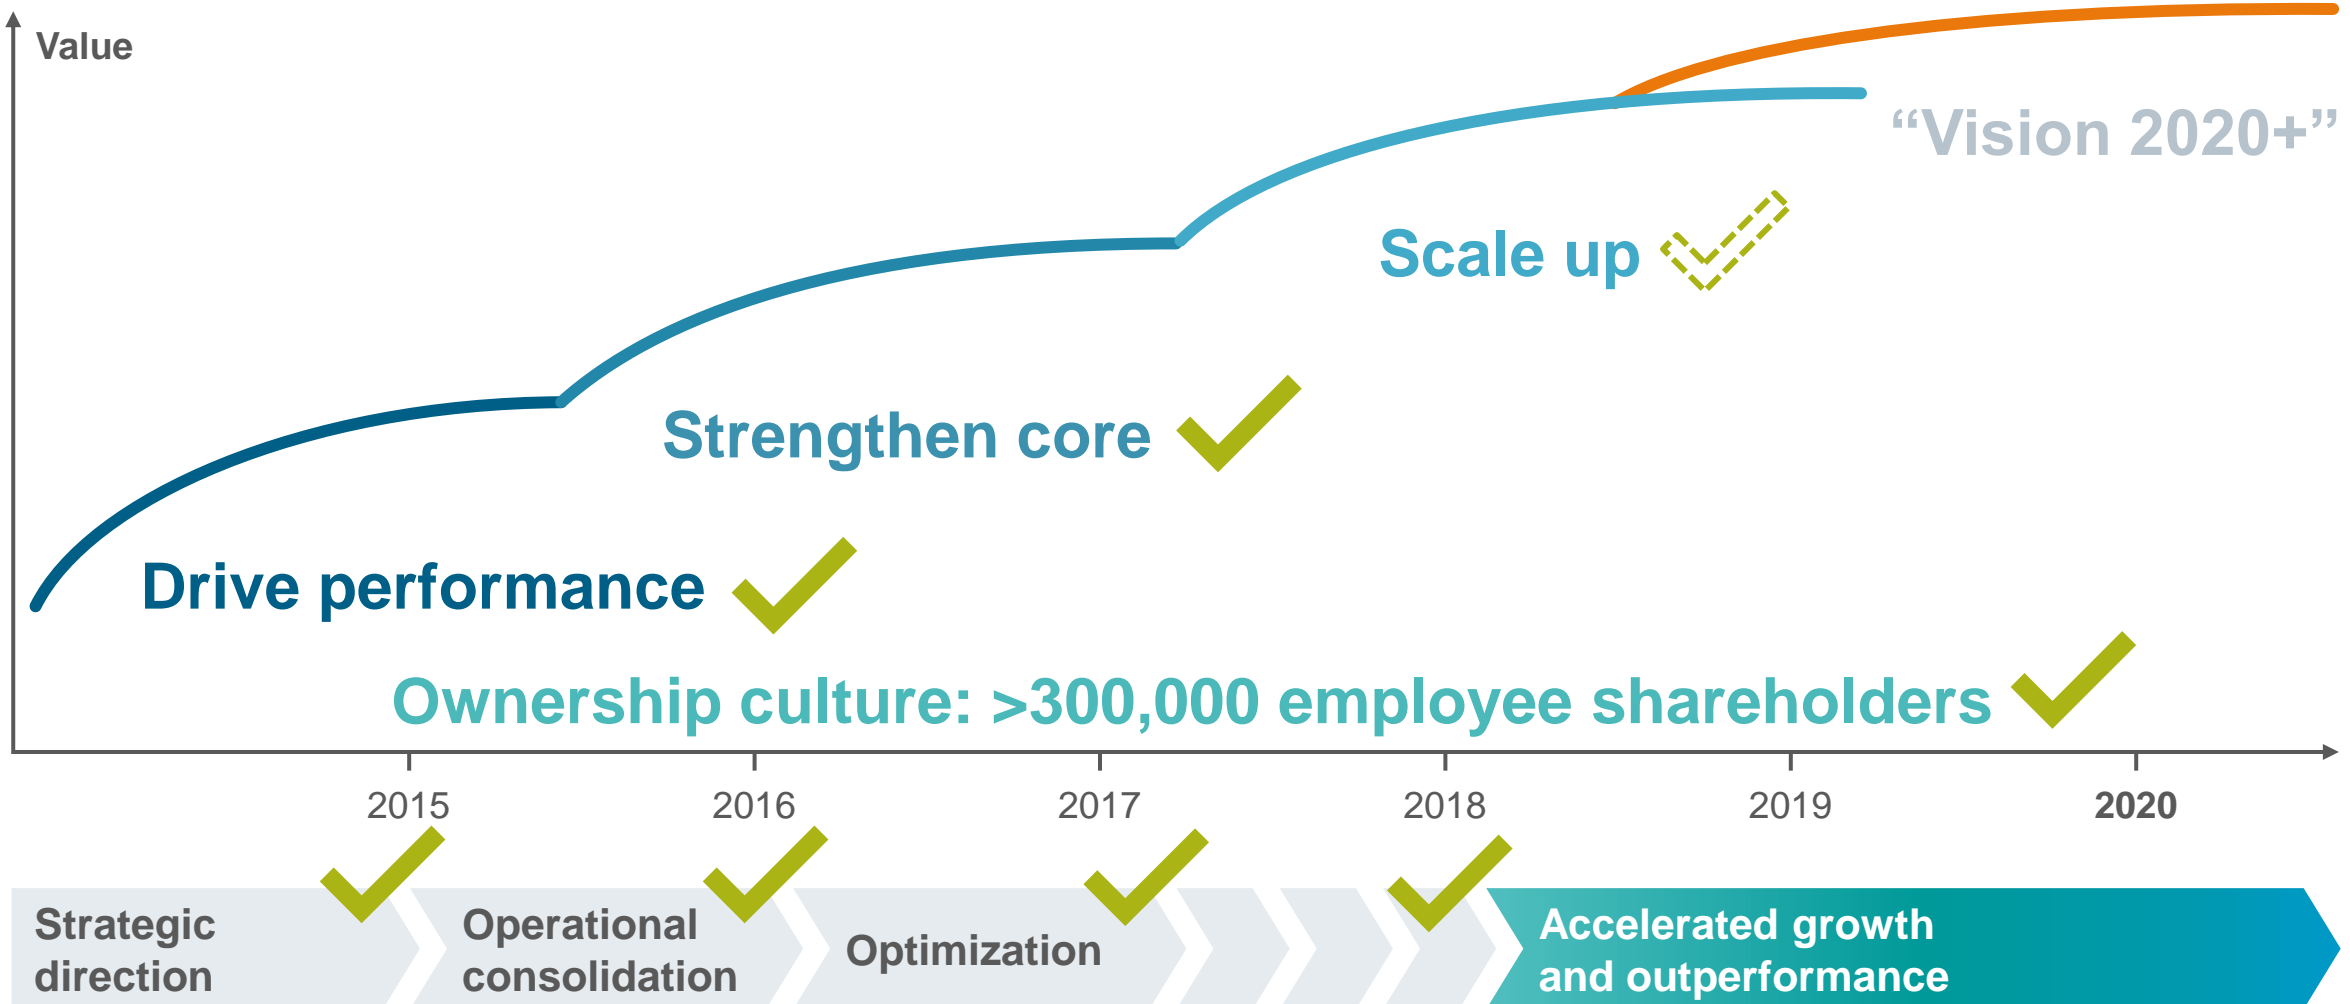 Value
“Vision 2020+”
Scale up
Strengthen core
Drive performance
Ownership culture: >300,000 employee shareholders
2015
2016
2017
2018
2019
2020
Strategic
direction
Operational
consolidation
Optimization
Accelerated growth
and outperformance